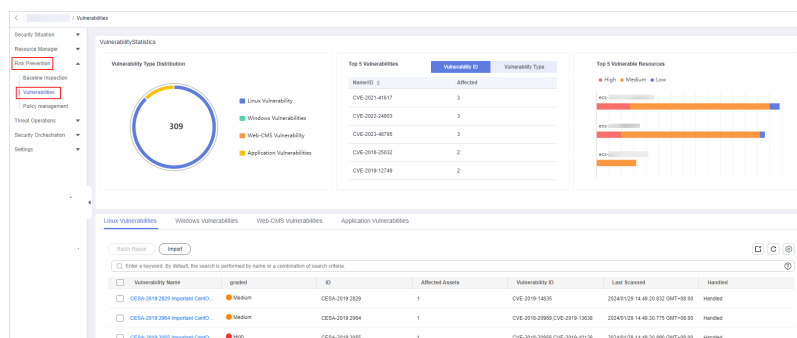 / Vulnerabilities
Security Situation
Resource Manager
Risk Prevention
Baseline Inspection
Vulnerabilities
Policy management
Threat Operations
Security Orchestration
Settings
VulnerabilityStatistics
Vulnerability Type Distribution
309
Linux Vulnerability
Windows Vulnerabilities
Web-CMS Vulnerability
Application Vulnerabilities
Top 5 Vulnerabilities
Vulnerability ID Vulnerability Type
Name/ID Affected
CVE-2021-41617 3
CVE-2022-24903 3
CVE-2023-48795 3
CVE-2018-25032 2
CVE-2019-12749 2
Top 5 Vulnerable Resources
High Medium Low
ecs-
ecs-
ecs-
Linux Vulnerabilities Windows Vulnerabilities Web-CMS Vulnerabilities Application Vulnerabilities
Batch Repair Import
Enter a keyword. By default, the search is performed by name or a combination of search criteria.
Vulnerability Name graded ID Affected Assets Vulnerability ID Last Scanned Handled
CESA-2019:2829 Important CentO... Medium CESA-2019:2829 1 CVE-2019-14835 2024/01/29 14:49:20.832 GMT+08:00 Handled
CESA-2019:2964 Important CentO... Medium CESA-2019:2964 1 CVE-2018-20969,CVE-2019-13638 2024/01/29 14:49:30.775 GMT+08:00 Handled
High